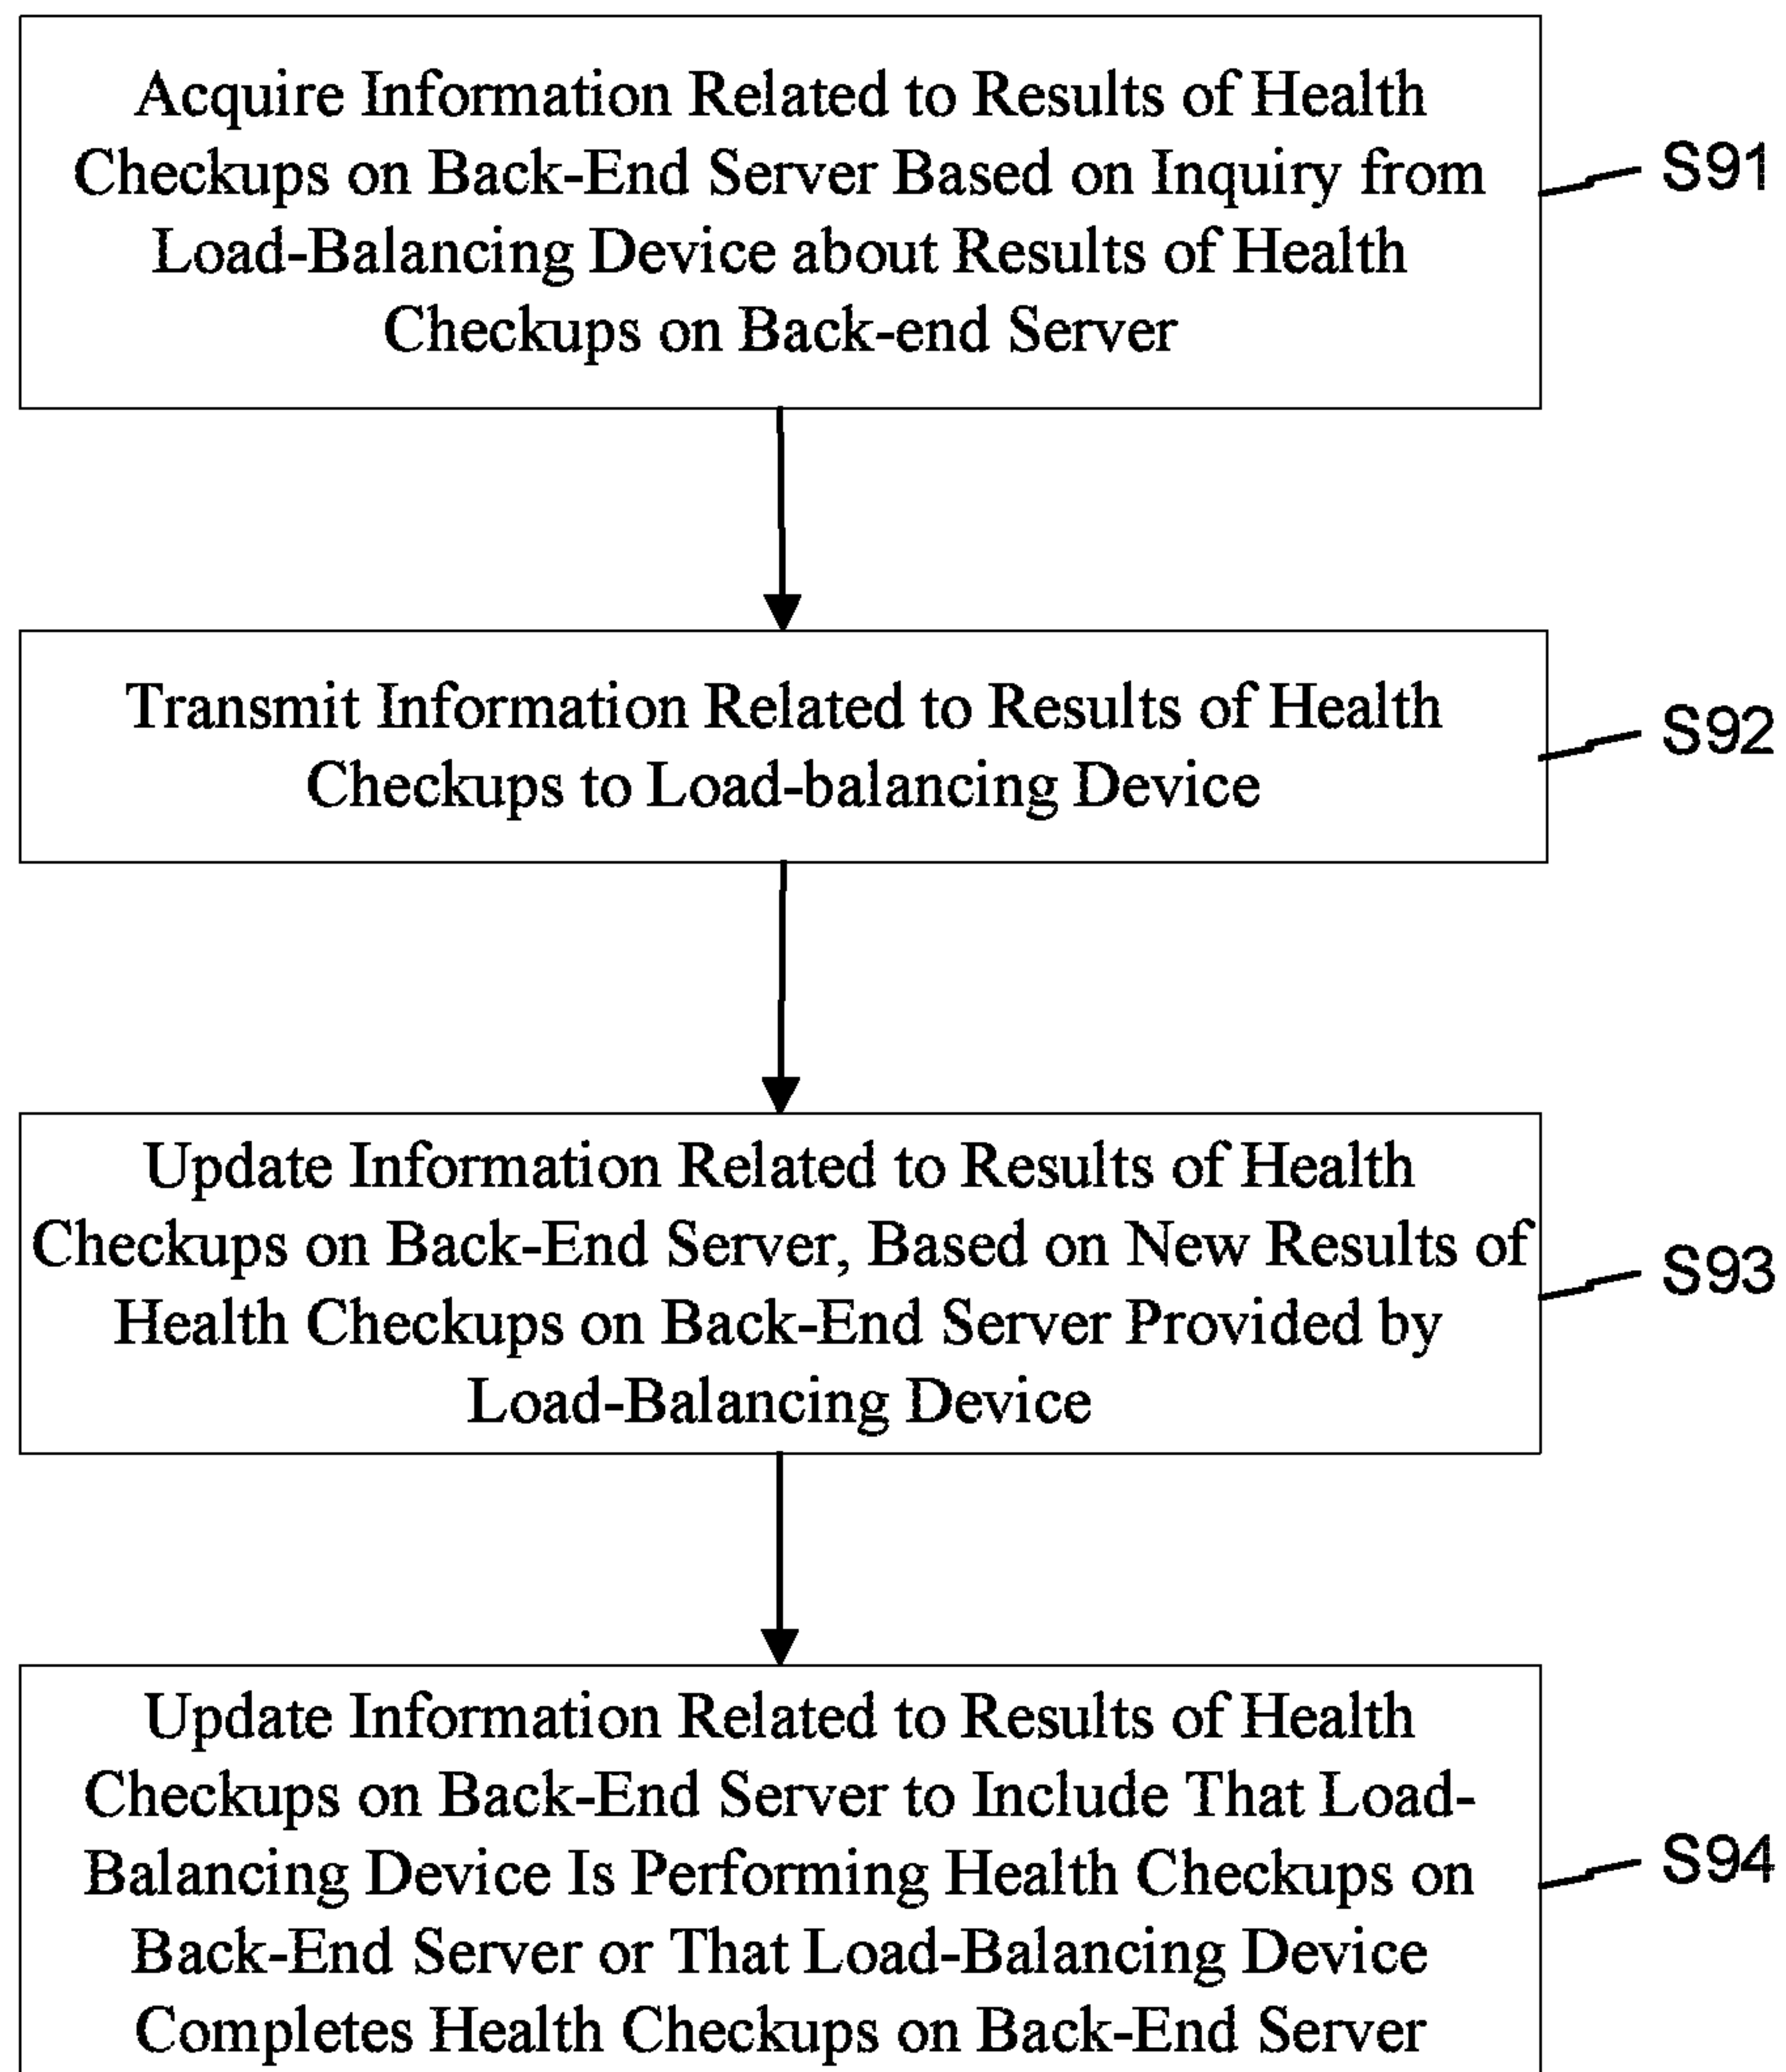 Acquire Information Related to Results of Health
Checkups on Back-End Server Based on Inquiry from
Load-Balancing Device about Results of Health
Checkups on Back-end Server
S91
Transmit Information Related to Results of Health
Checkups to Load-balancing Device
S92
Update Information Related to Results of Health
Checkups on Back-End Server, Based on New Results of
Health Checkups on Back-End Server Provided by
Load-Balancing Device
S93
Update Information Related to Results of Health
Checkups on Back-End Server to Include That Load-
Balancing Device Is Performing Health Checkups on
Back-End Server or That Load-Balancing Device
Completes Health Checkups on Back-End Server
S94